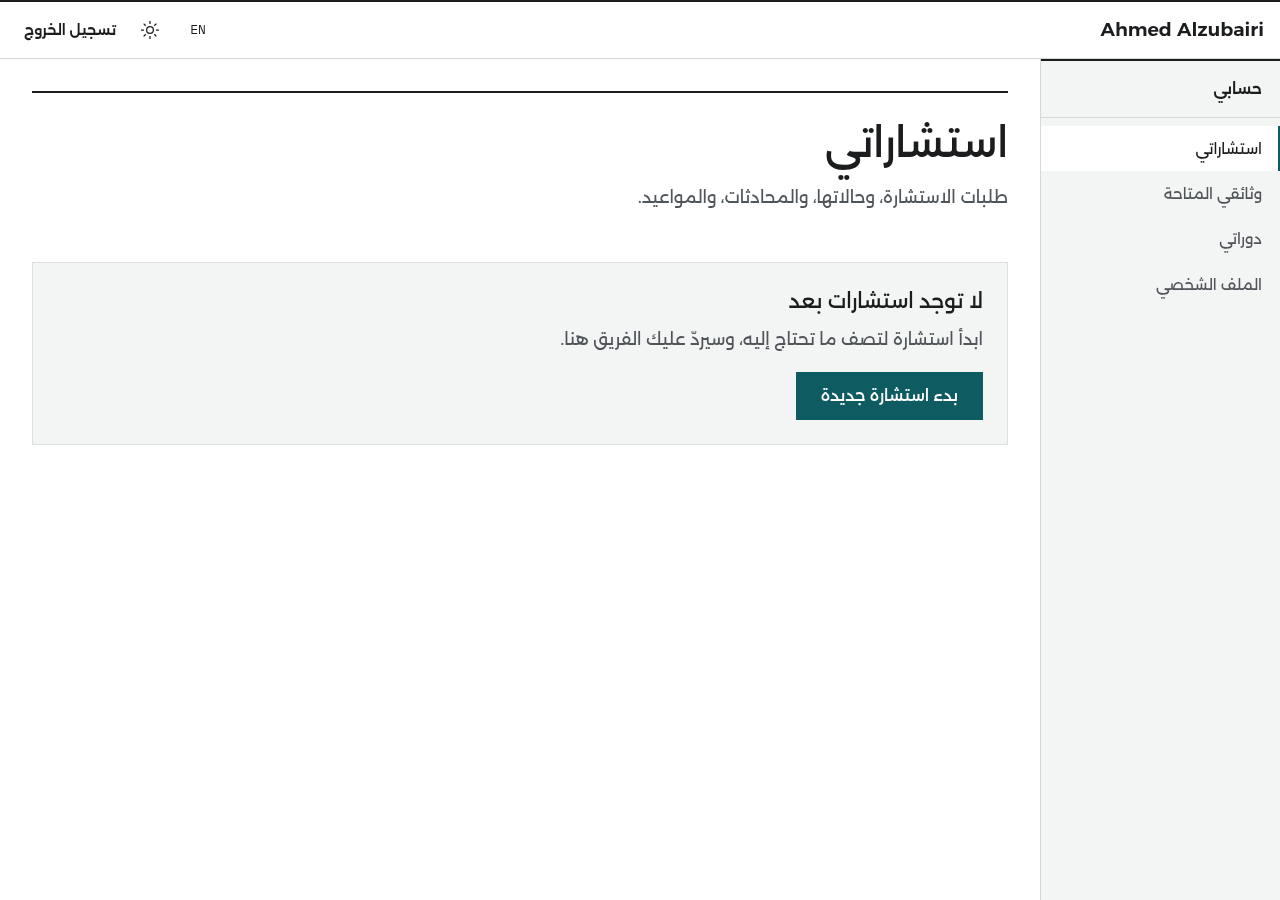 Ahmed Alzubairi
EN
تسجيل الخروج
حسابي
استشاراتي
وثائقي المتاحة
دوراتي
الملف الشخصي
استشاراتي
طلبات الاستشارة، وحالاتها، والمحادثات، والمواعيد.
لا توجد استشارات بعد
ابدأ استشارة لتصف ما تحتاج إليه، وسيردّ عليك الفريق هنا.
بدء استشارة جديدة